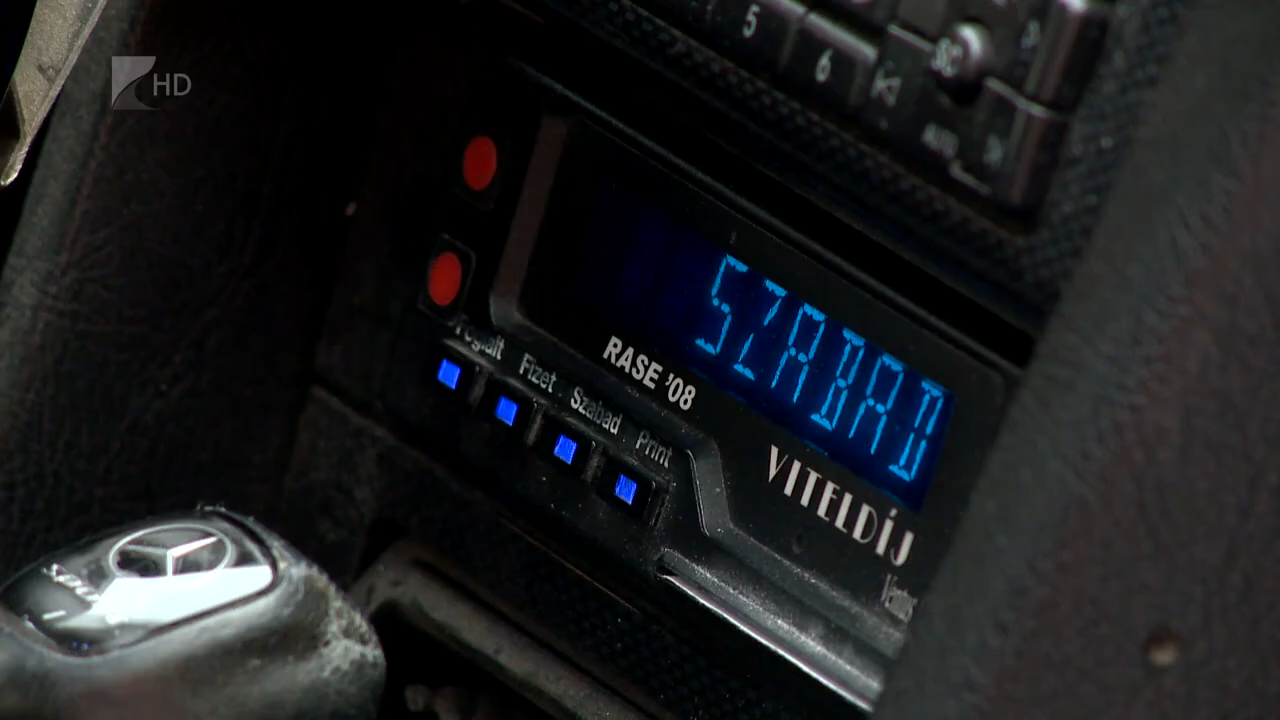 HD
5
6
SZABAD
RASE '08
Foglalt
Fizet
Szabad
Print
VITELDÍJ